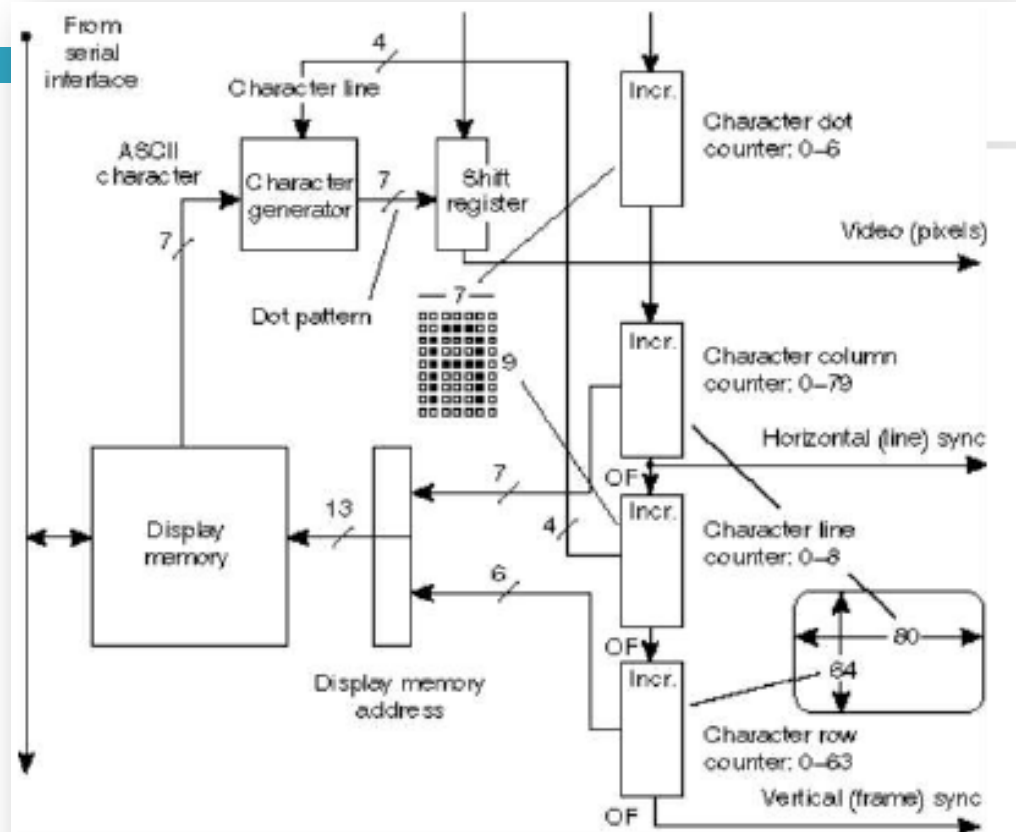 From
serial
interface
4
Character line
Incr.
Character dot
counter: 0–6
ASCII
character
Character
generator
7
Shift
register
7
Video (pixels)
Dot pattern
7
9
Incr.
Character column
counter: 0–79
Horizontal (line) sync
OF
7
13
4
Incr.
Character line
counter: 0–8
Display
memory
6
80
64
OF
Incr.
Display memory
address
Character row
counter: 0–63
Vertical (frame) sync
OF